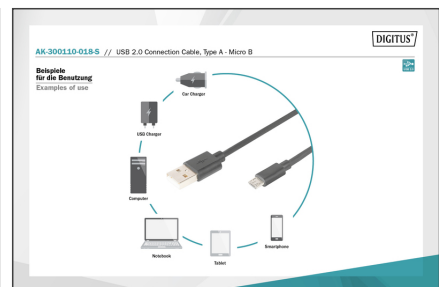 DIGITUS®
AK-300110-018-S // USB 2.0 Connection Cable, Type A - Micro B
Beispiele
für die Benutzung
Examples of use
Car Charger
USB Charger
Computer
Notebook
Tablet
Smartphone